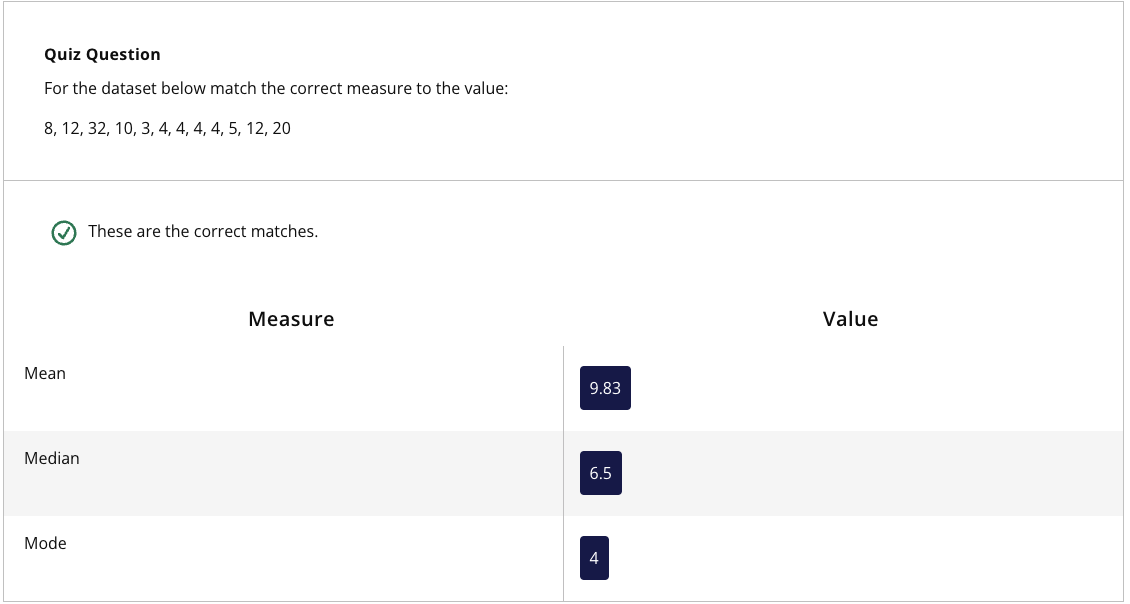 Quiz Question
For the dataset below match the correct measure to the value:
8, 12, 32, 10, 3, 4, 4, 4, 4, 5, 12, 20
These are the correct matches.
Measure Value
Mean 9.83
Median 6.5
Mode 4